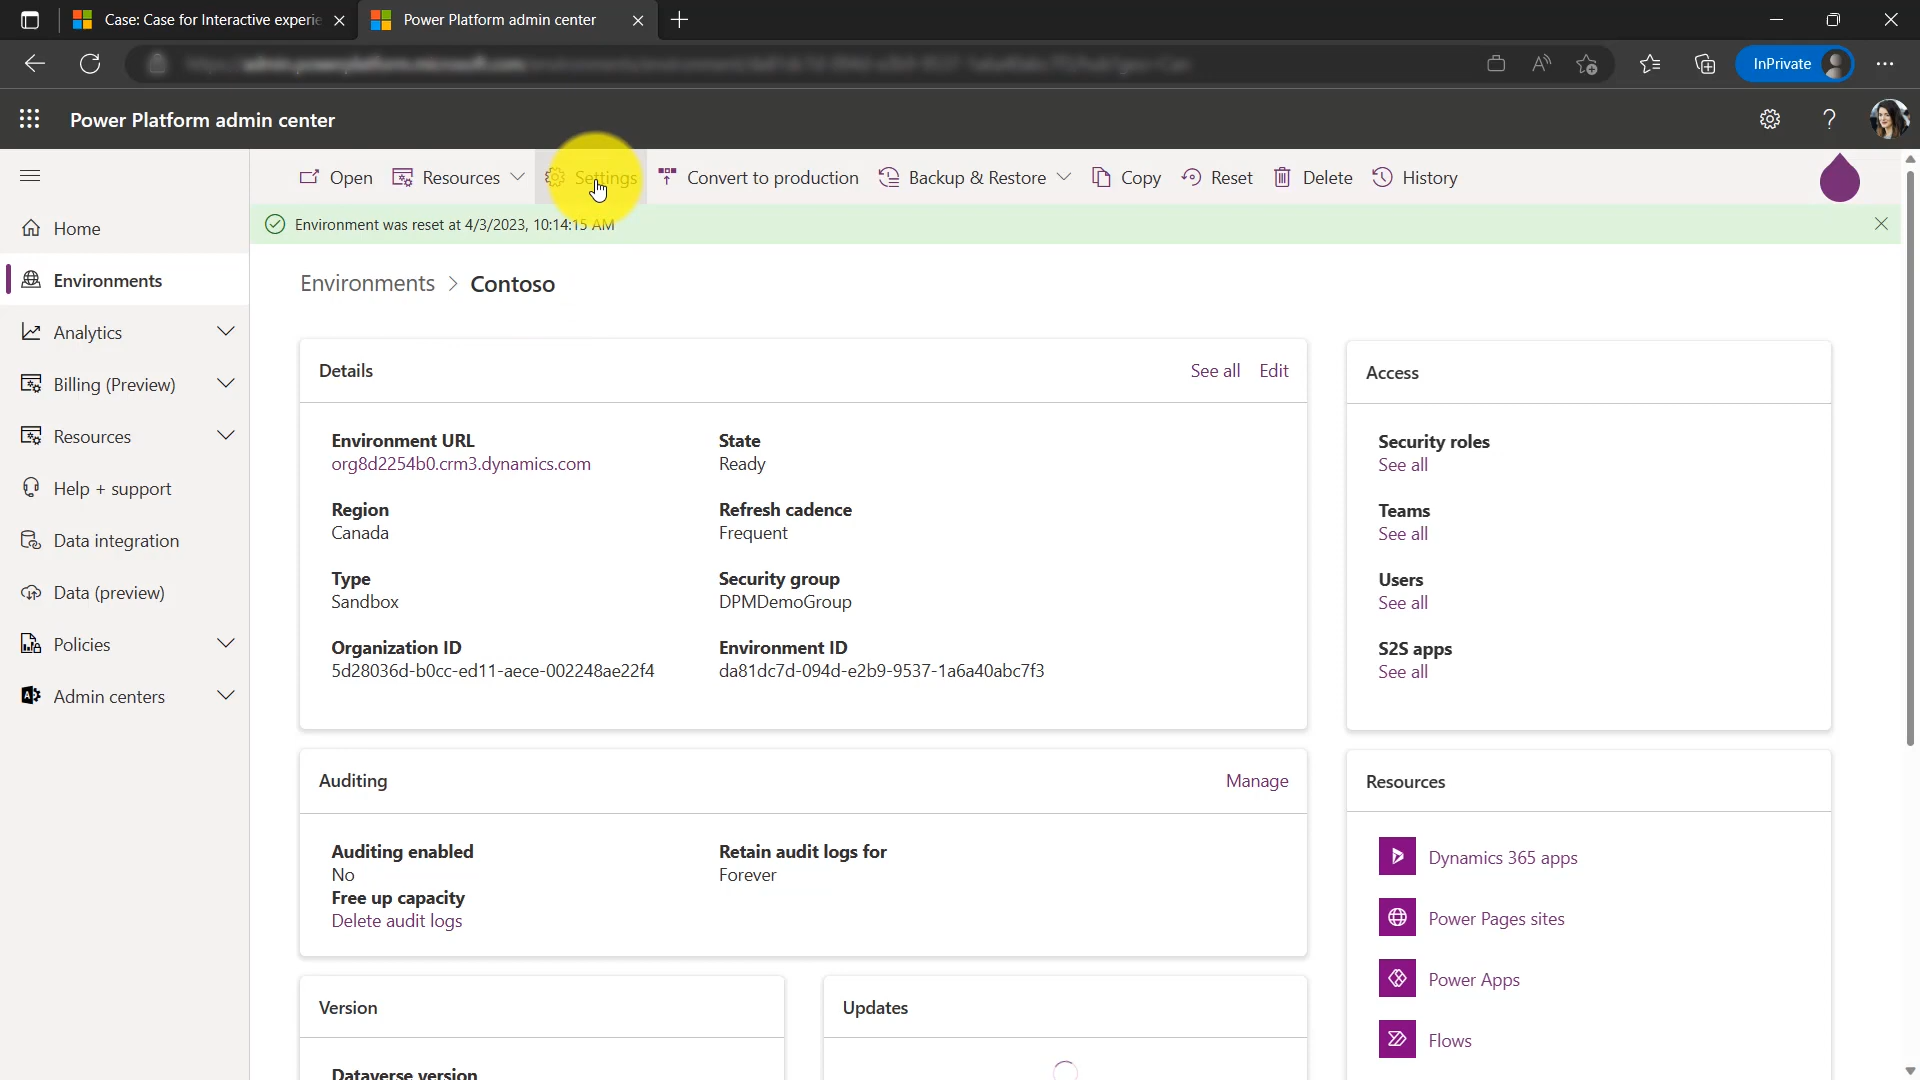 Case: Case for Interactive experie
Power Platform admin center
InPrivate
Power Platform admin center
Open
Resources
Settings
Convert to production
Backup & Restore
Copy
Reset
Delete
History
Environment was reset at 4/3/2023, 10:14:15 AM
Home
Environments
Analytics
Billing (Preview)
Resources
Help + support
Data integration
Data (preview)
Policies
Admin centers
Environments > Contoso
Details
See all
Edit
Environment URL
org8d2254b0.crm3.dynamics.com
State
Ready
Region
Canada
Refresh cadence
Frequent
Type
Sandbox
Security group
DPMDemoGroup
Organization ID
5d28036d-b0cc-ed11-aece-002248ae22f4
Environment ID
da81dc7d-094d-e2b9-9537-1a6a40abc7f3
Access
Security roles
See all
Teams
See all
Users
See all
S2S apps
See all
Auditing
Manage
Auditing enabled
No
Free up capacity
Delete audit logs
Retain audit logs for
Forever
Resources
Dynamics 365 apps
Power Pages sites
Power Apps
Flows
Version
Dataverse version
Updates